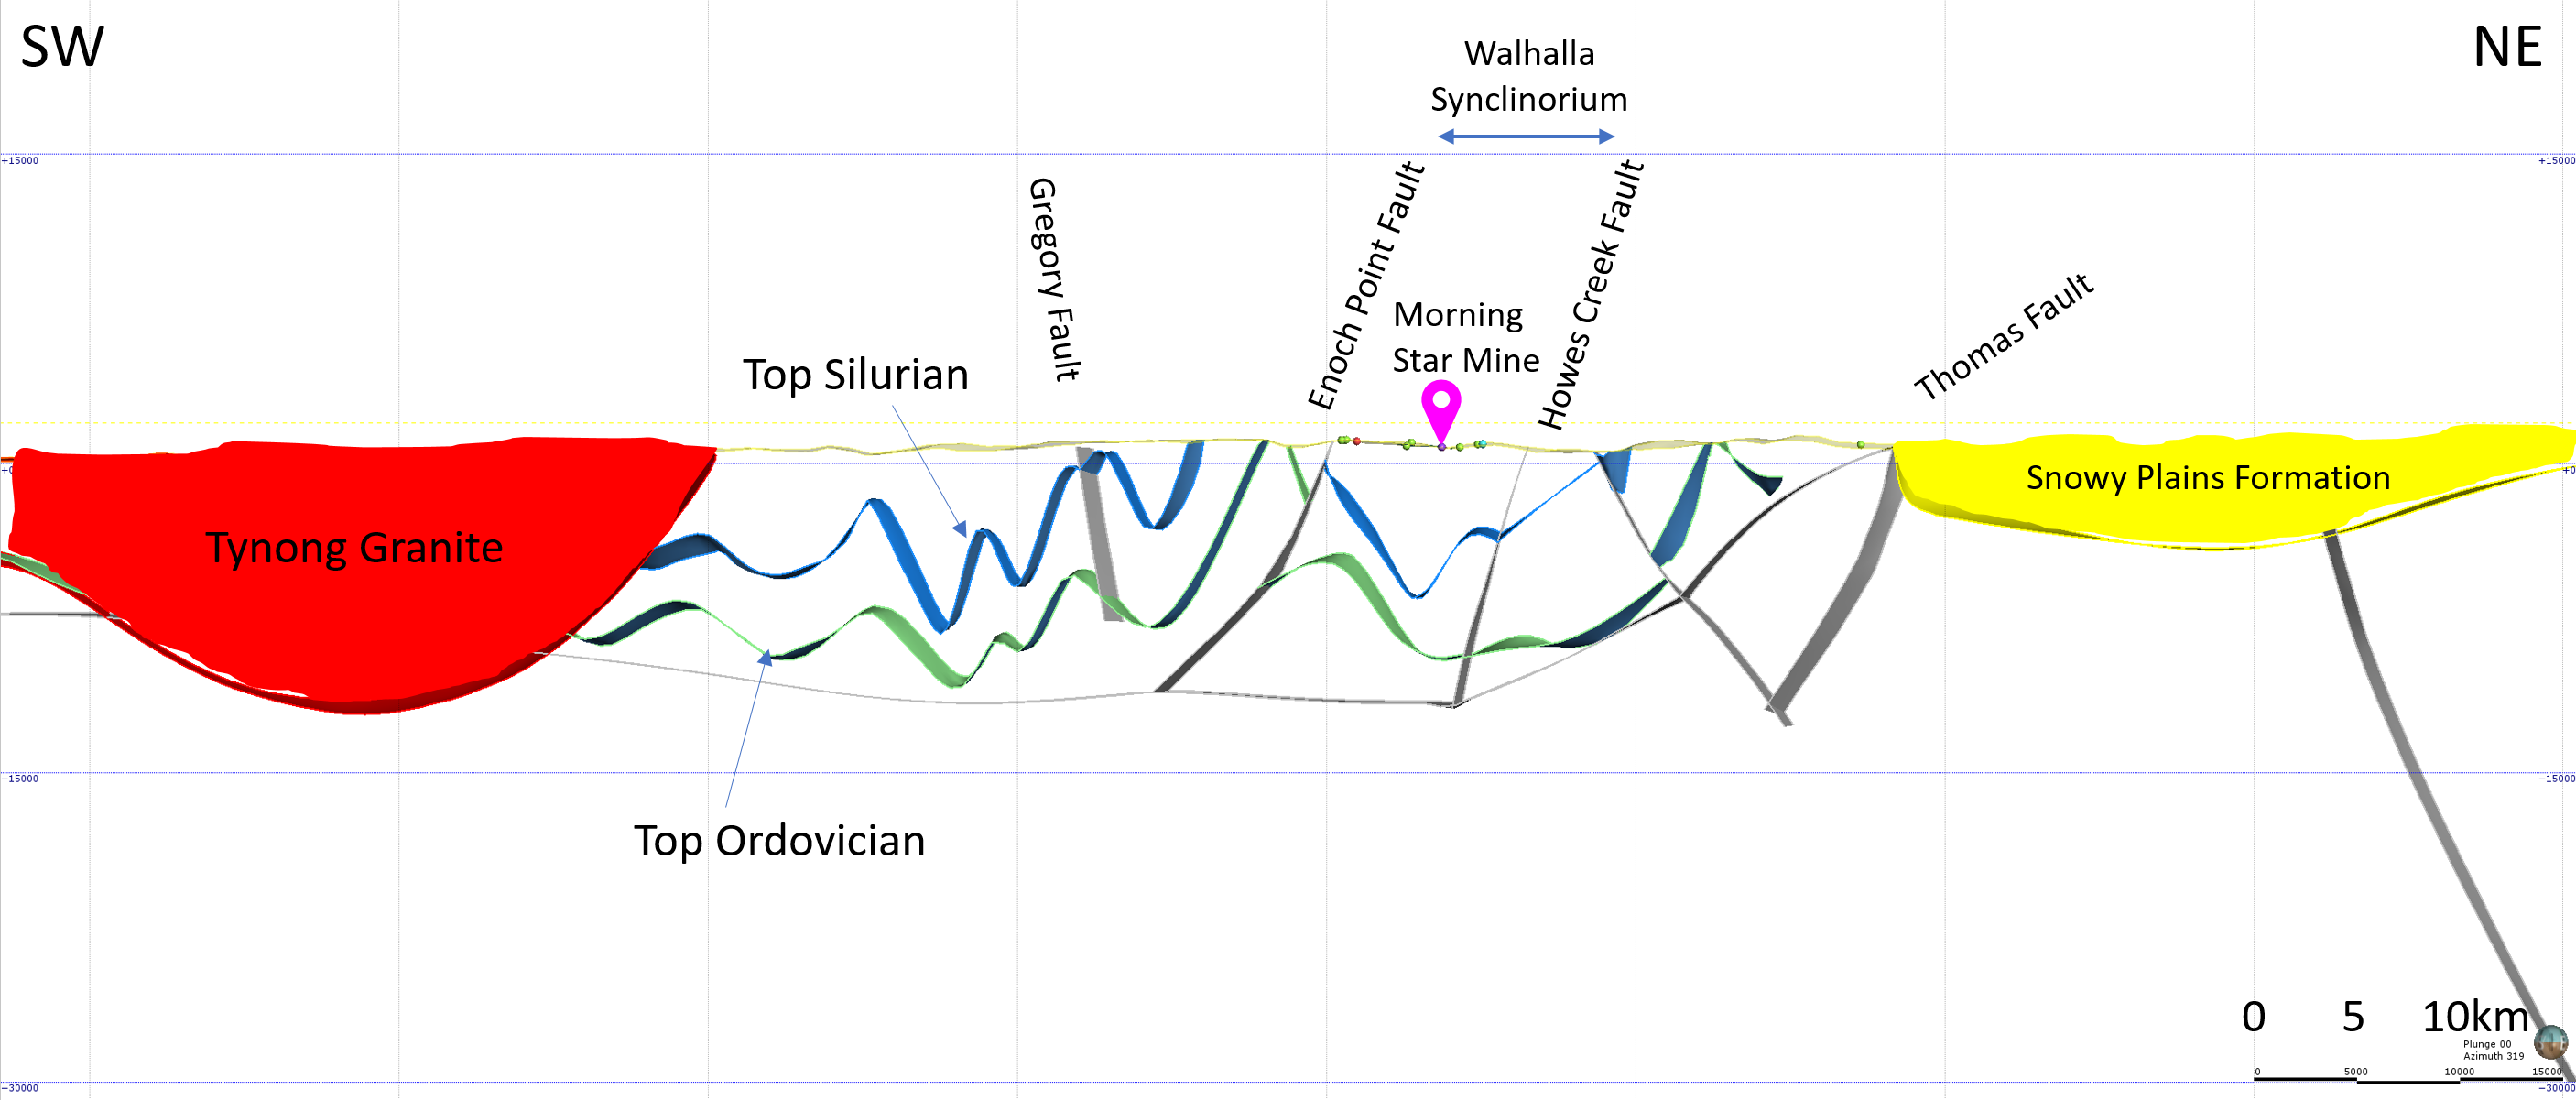 SW
NE
Walhalla
Synclinorium
+15000
+15000
Gregory Fault
Enoch Point Fault
Howes Creek Fault
Morning
Star Mine
Thomas Fault
Top Silurian
Snowy Plains Formation
Tynong Granite
-15000
-15000
Top Ordovician
0 5 10km
Plunge 00
Azimuth 319
0 5000 10000 15000
-30000
-30000